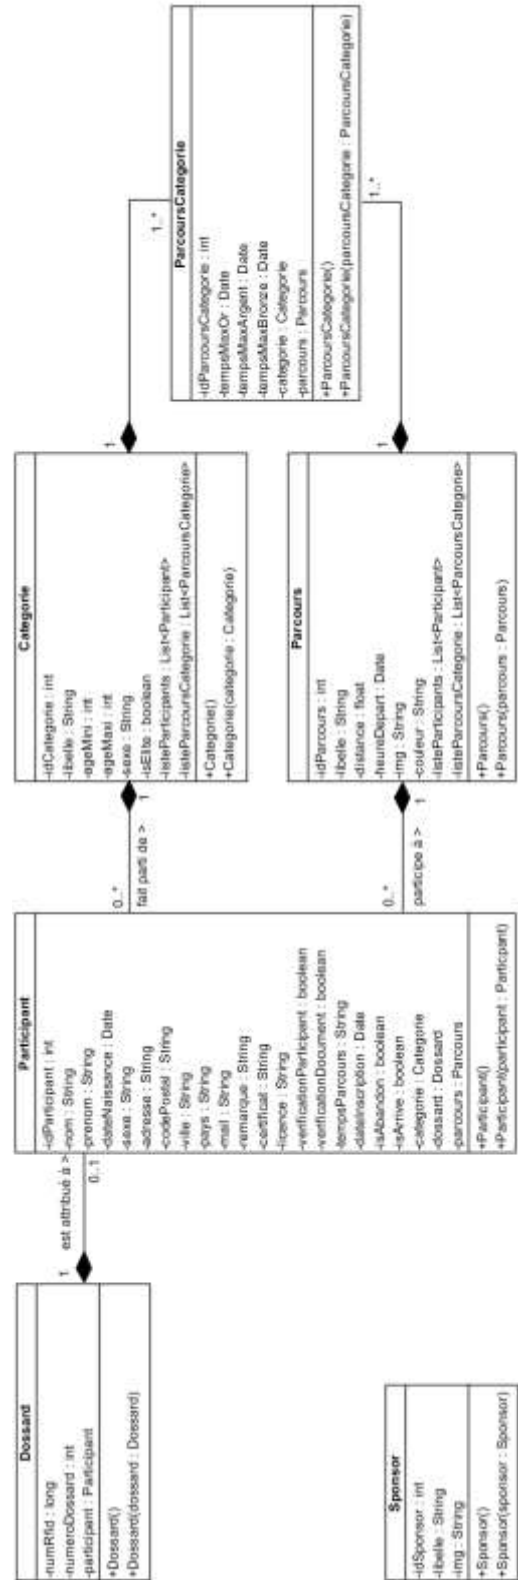 Dossard
-numRfid : long
-numeroDossard : int
-participant : Participant
+Dossard()
+Dossard(dossard : Dossard)
1
est attribué à >
0..1
Participant
-idParticipant : int
-nom : String
-prenom : String
-dateNaissance : Date
-sexe : String
-adresse : String
-codePostal : String
-ville : String
-pays : String
-mail : String
-remarque : String
-certificat : String
-licence : String
-verificationParticipant : boolean
-verificationDocument : boolean
-tempsParcours : String
-dateInscription : Date
-isAbandon : boolean
-isArrive : boolean
-categorie : Categorie
-dossard : Dossard
-parcours : Parcours
+Participant()
+Participant(participant : Participant)
0..*
fait parti de >
1
0..*
participe à >
1
Categorie
-idCategorie : int
-libelle : String
-ageMini : int
-ageMaxi : int
-sexe : String
-isElite : boolean
-listeParticipants : List<Participant>
-listeParcoursCategorie : List<ParcoursCategorie>
+Categorie()
+Categorie(categorie : Categorie)
1
1..*
Parcours
-idParcours : int
-libelle : String
-distance : float
-heureDepart : Date
-img : String
-couleur : String
-listeParticipants : List<Participant>
-listeParcoursCategorie : List<ParcoursCategorie>
+Parcours()
+Parcours(parcours : Parcours)
1
1..*
ParcoursCategorie
-idParcoursCategorie : int
-tempsMaxOr : Date
-tempsMaxArgent : Date
-tempsMaxBronze : Date
-categorie : Categorie
-parcours : Parcours
+ParcoursCategorie()
+ParcoursCategorie(parcoursCategorie : ParcoursCategorie)
Sponsor
-idSponsor : int
-libelle : String
-img : String
+Sponsor()
+Sponsor(sponsor : Sponsor)